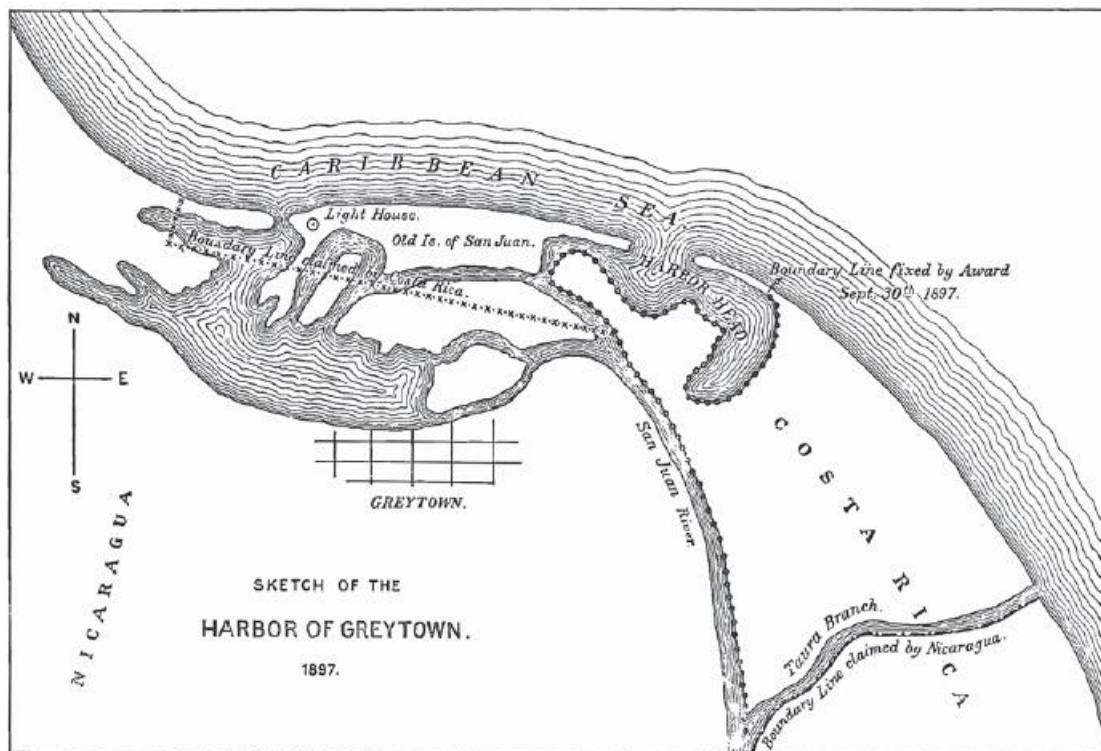 CARIBBEAN SEA
Light House.
Old Is. of San Juan.
Boundary Line claimed by Costa Rica.
HARBOR HEAD
Boundary Line fixed by Award
Sept. 30th 1897.
N
W E
S
GREYTOWN.
San Juan River.
COSTA RICA
NICARAGUA
SKETCH OF THE
HARBOR OF GREYTOWN.
1897.
Taura Branch.
Boundary Line claimed by Nicaragua.